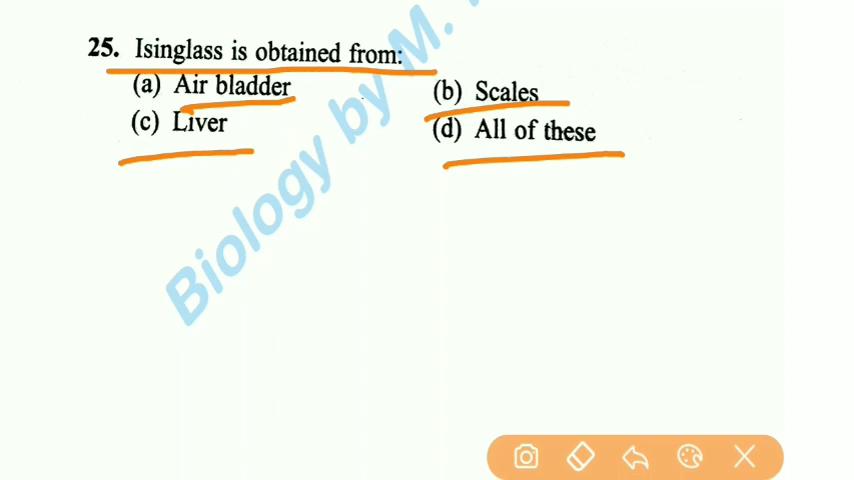 25. Isinglass is obtained from:
(a) Air bladder (b) Scales
(c) Liver (d) All of these
Biology by M.